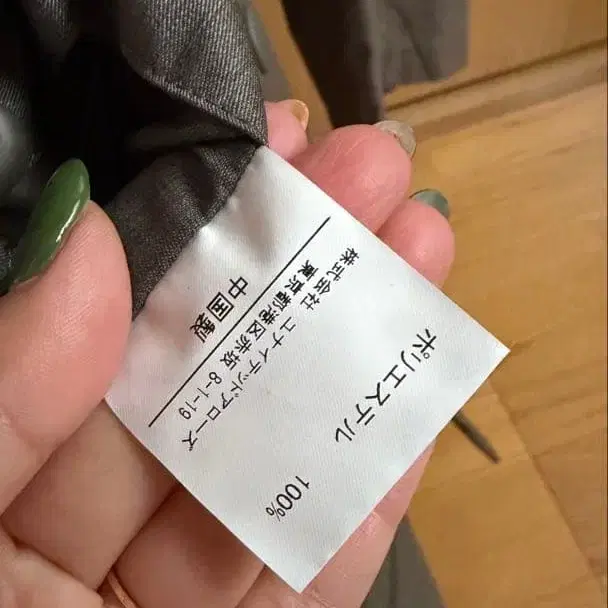 ポリエステル 100%
株式会社 ユナイテッドアローズ
東京都港区赤坂 8-1-19
中国製